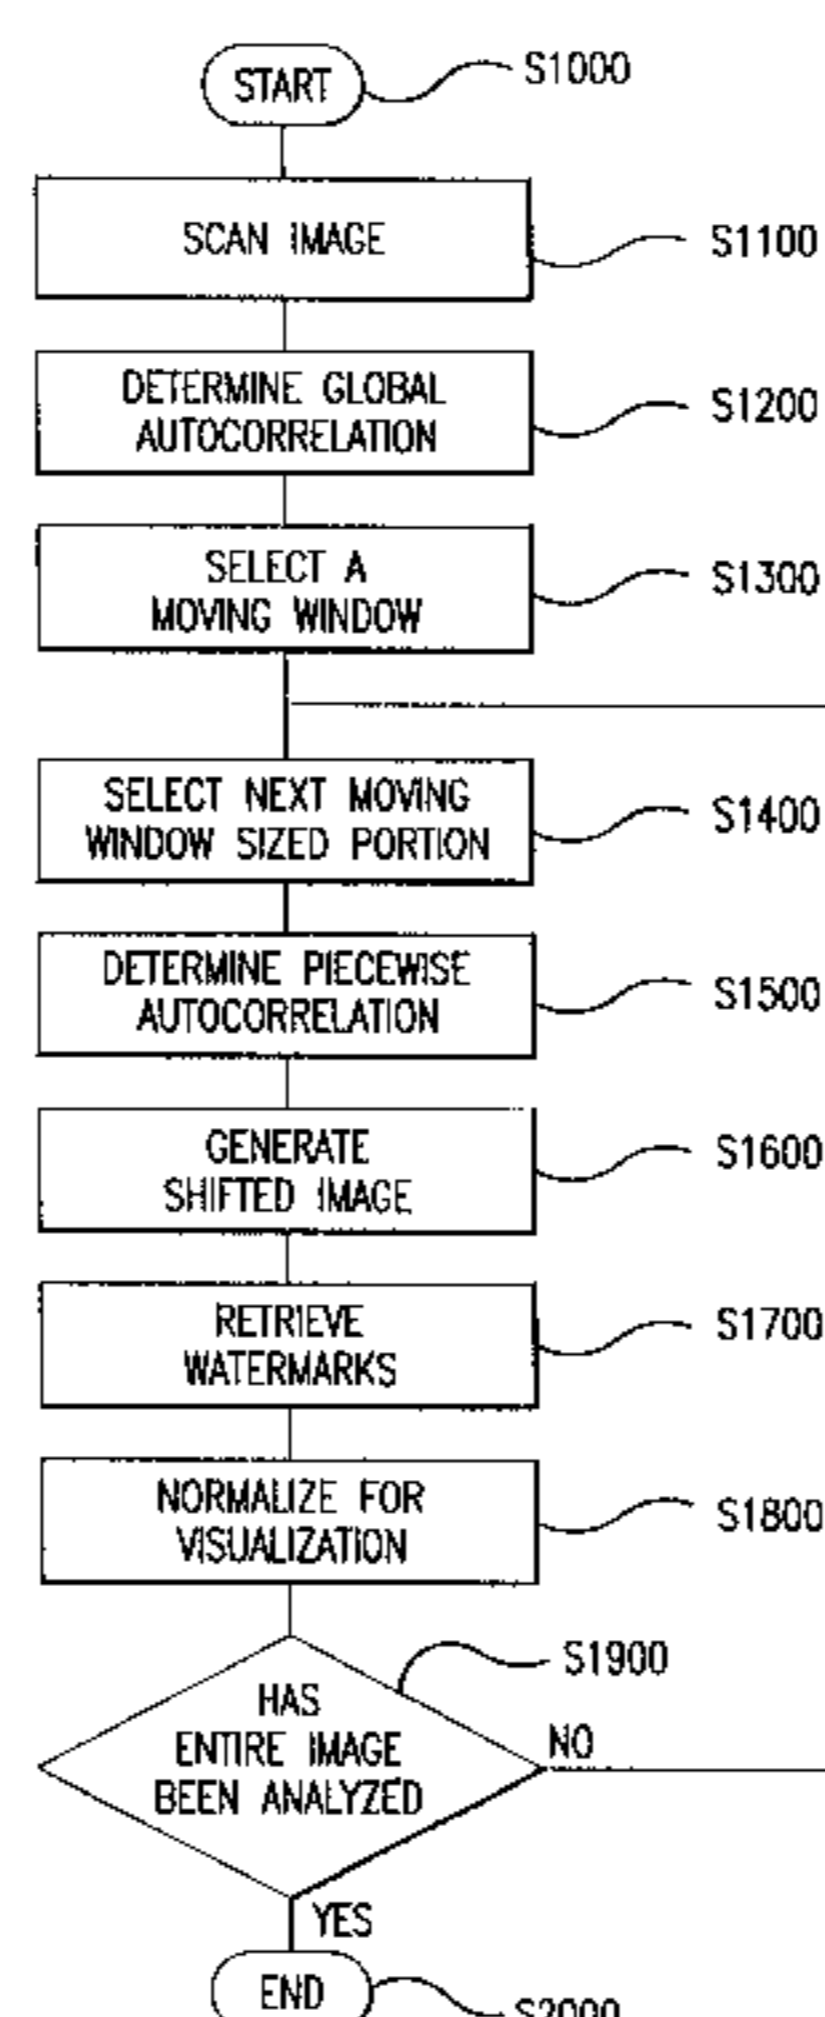 START
S1000
SCAN IMAGE
S1100
DETERMINE GLOBAL
AUTOCORRELATION
S1200
SELECT A
MOVING WINDOW
S1300
SELECT NEXT MOVING
WINDOW SIZED PORTION
S1400
DETERMINE PIECEWISE
AUTOCORRELATION
S1500
GENERATE
SHIFTED IMAGE
S1600
RETRIEVE
WATERMARKS
S1700
NORMALIZE FOR
VISUALIZATION
S1800
S1900
HAS
ENTIRE IMAGE
BEEN ANALYZED
NO
YES
END
S2000